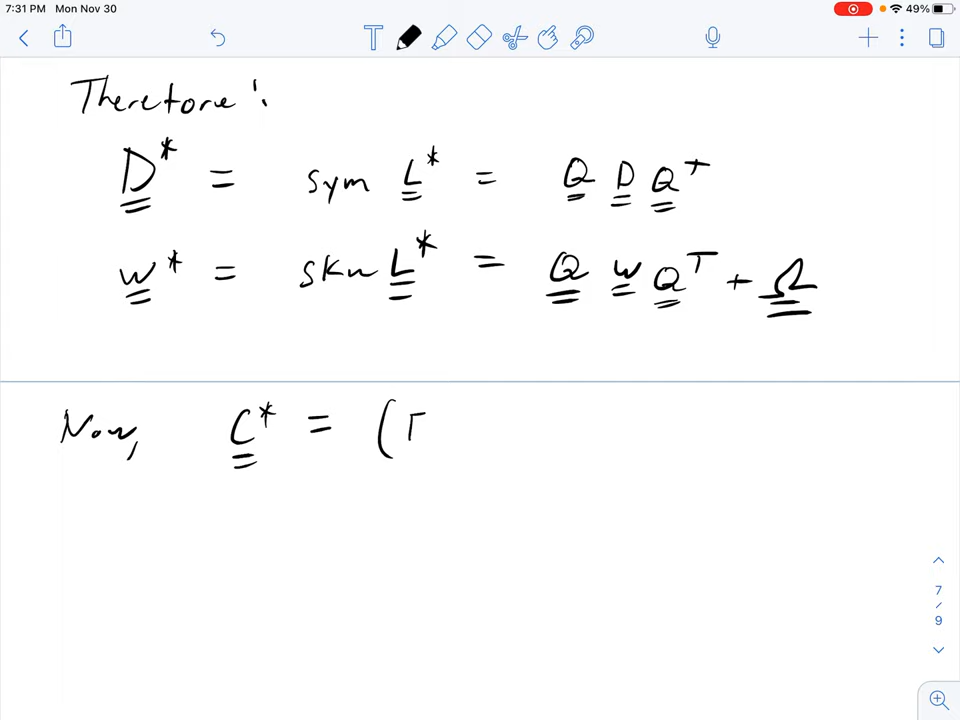 7:31 PM Mon Nov 30 49%
Therefore :
D* = sym L* = Q D Q^T
W* = skw L* = Q W Q^T + Ω
Now, C* = (
7
/
9